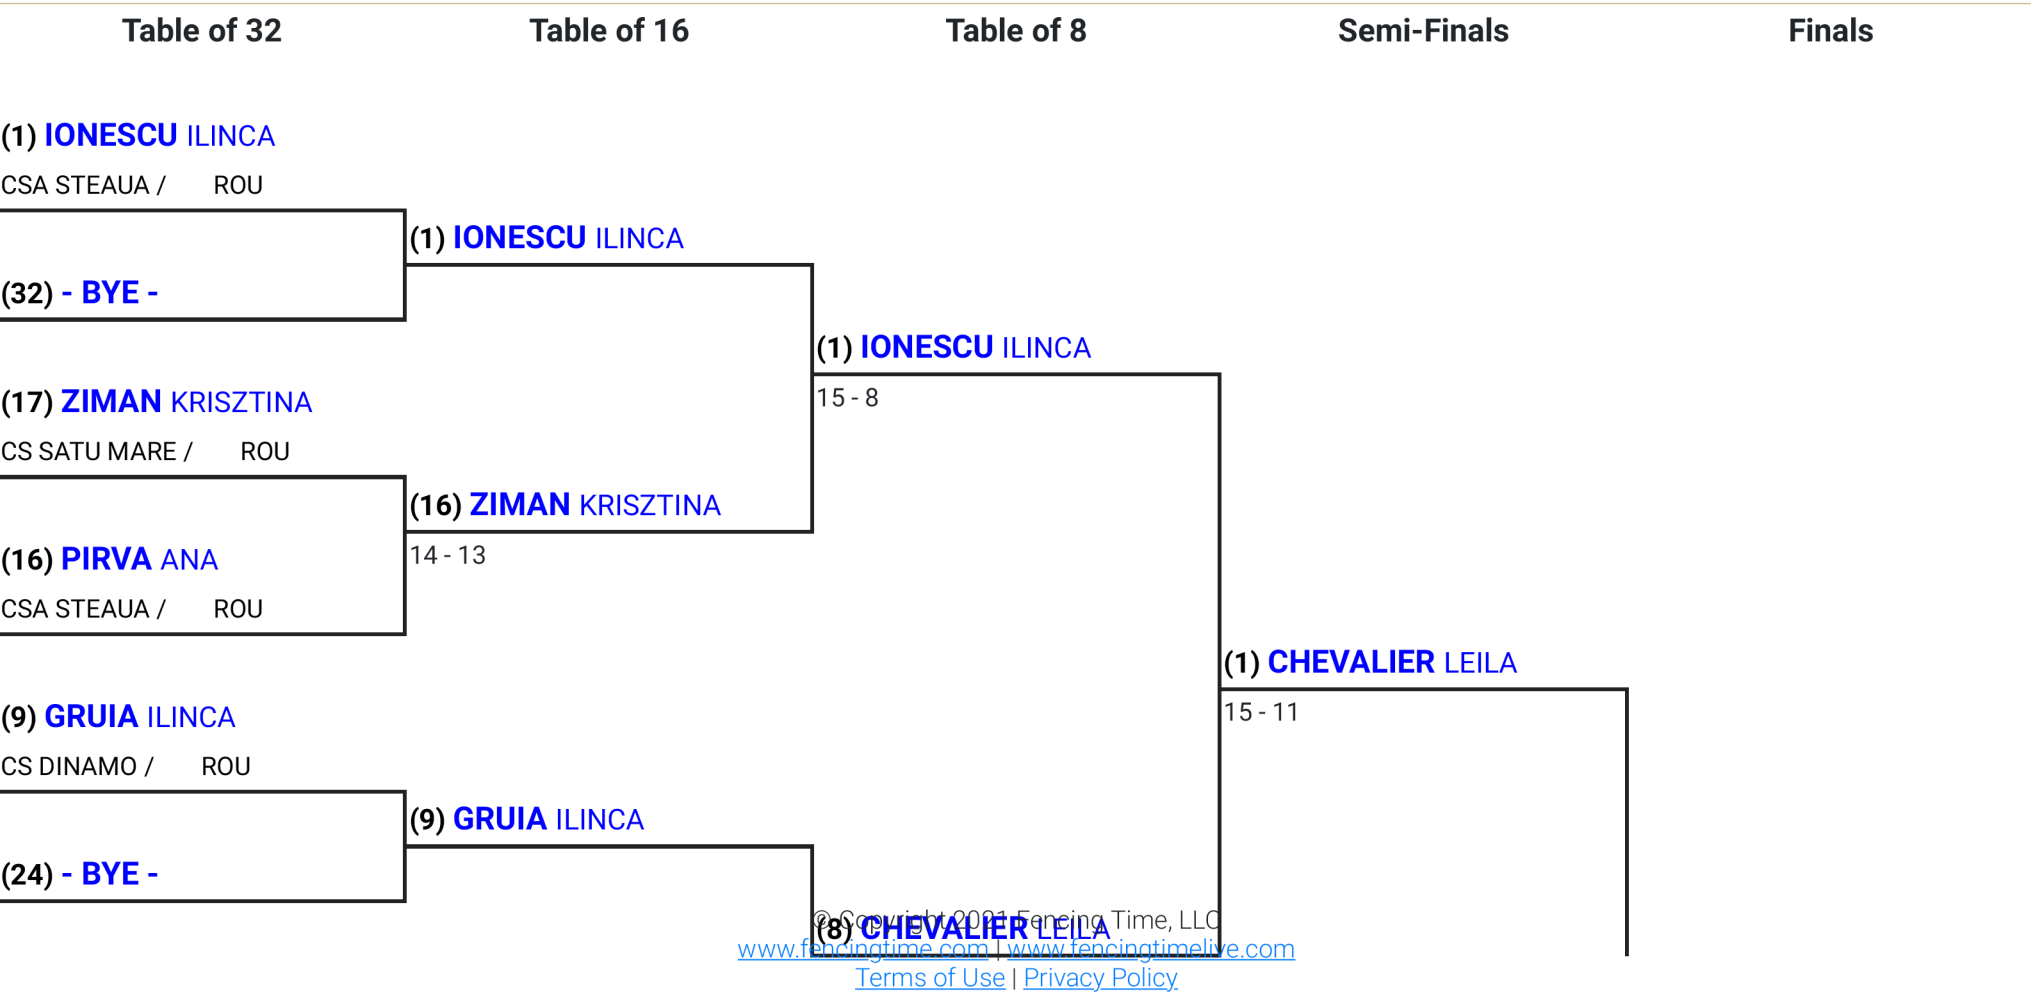 Table of 32 Table of 16 Table of 8 Semi-Finals Finals
(1) IONESCU ILINCA
CSA STEAUA / ROU
(1) IONESCU ILINCA
(32) - BYE -
(1) IONESCU ILINCA
15 - 8
(17) ZIMAN KRISZTINA
CS SATU MARE / ROU
(16) ZIMAN KRISZTINA
14 - 13
(16) PIRVA ANA
CSA STEAUA / ROU
(1) CHEVALIER LEILA
15 - 11
(9) GRUIA ILINCA
CS DINAMO / ROU
(9) GRUIA ILINCA
(24) - BYE -
© Copyright 2021 Fencing Time, LLC
(8) CHEVALIER LEILA
www.fencingtime.com | www.fencingtimelive.com
Terms of Use | Privacy Policy